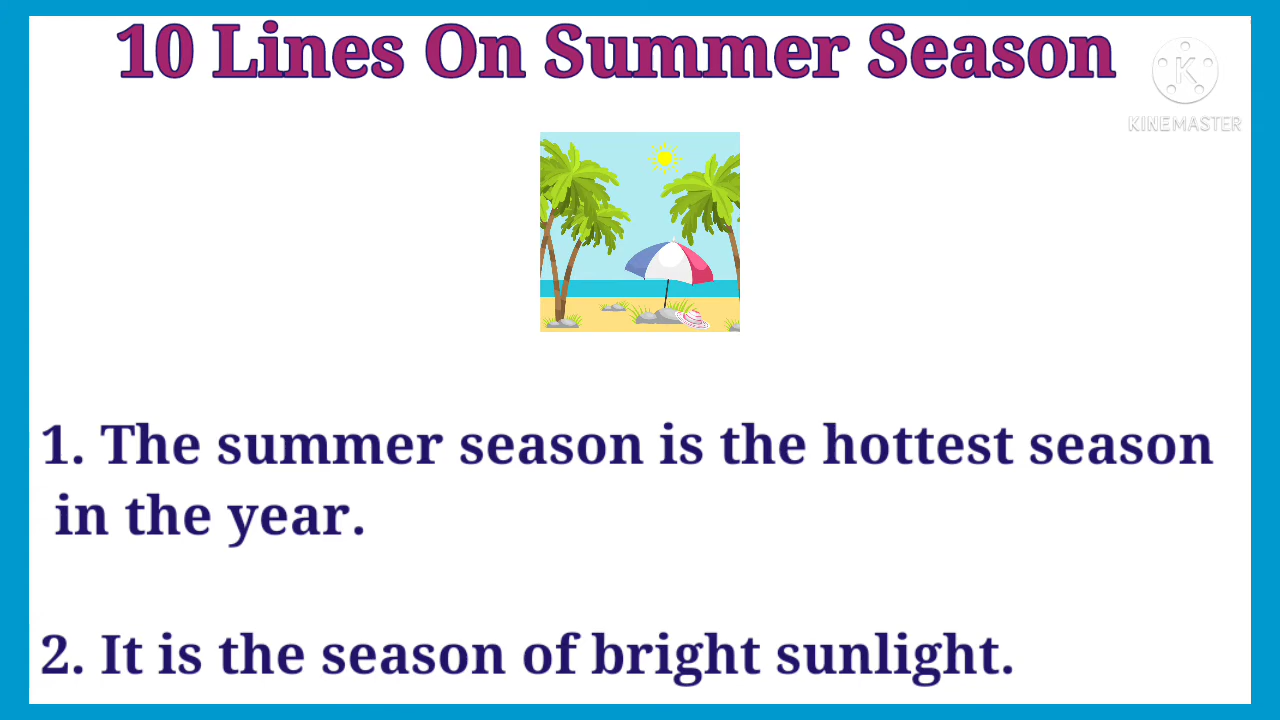 10 Lines On Summer Season
K
KINEMASTER
1. The summer season is the hottest season
in the year.
2. It is the season of bright sunlight.